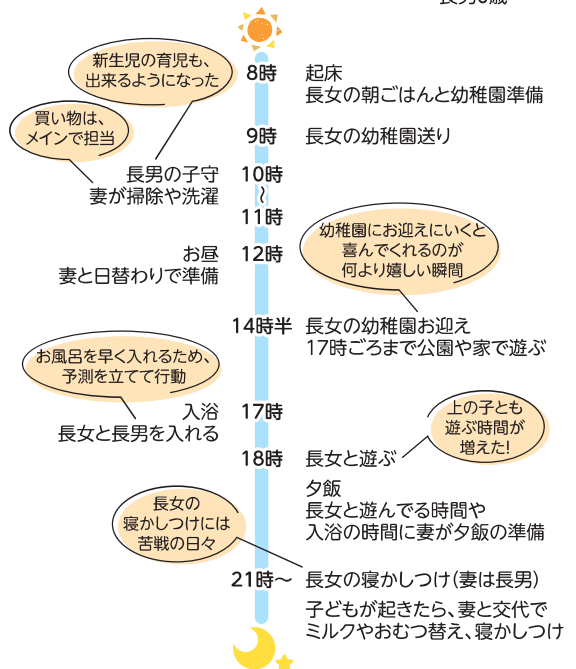 新生児の育児も、
出来るようになった
8時
起床
長女の朝ごはんと幼稚園準備
買い物は、
メインで担当
9時
長女の幼稚園送り
長男の子守
妻が掃除や洗濯
10時
〜
11時
幼稚園にお迎えにいくと
喜んでくれるのが
何より嬉しい瞬間
お昼
妻と日替わりで準備
12時
14時半
長女の幼稚園お迎え
17時ごろまで公園や家で遊ぶ
お風呂を早く入れるため、
予測を立てて行動
入浴
長女と長男を入れる
17時
上の子とも
遊ぶ時間が
増えた!
18時
長女と遊ぶ
夕飯
長女と遊んでる時間や
入浴の時間に妻が夕飯の準備
長女の
寝かしつけには
苦戦の日々
21時〜
長女の寝かしつけ(妻は長男)
子どもが起きたら、妻と交代で
ミルクやおむつ替え、寝かしつけ